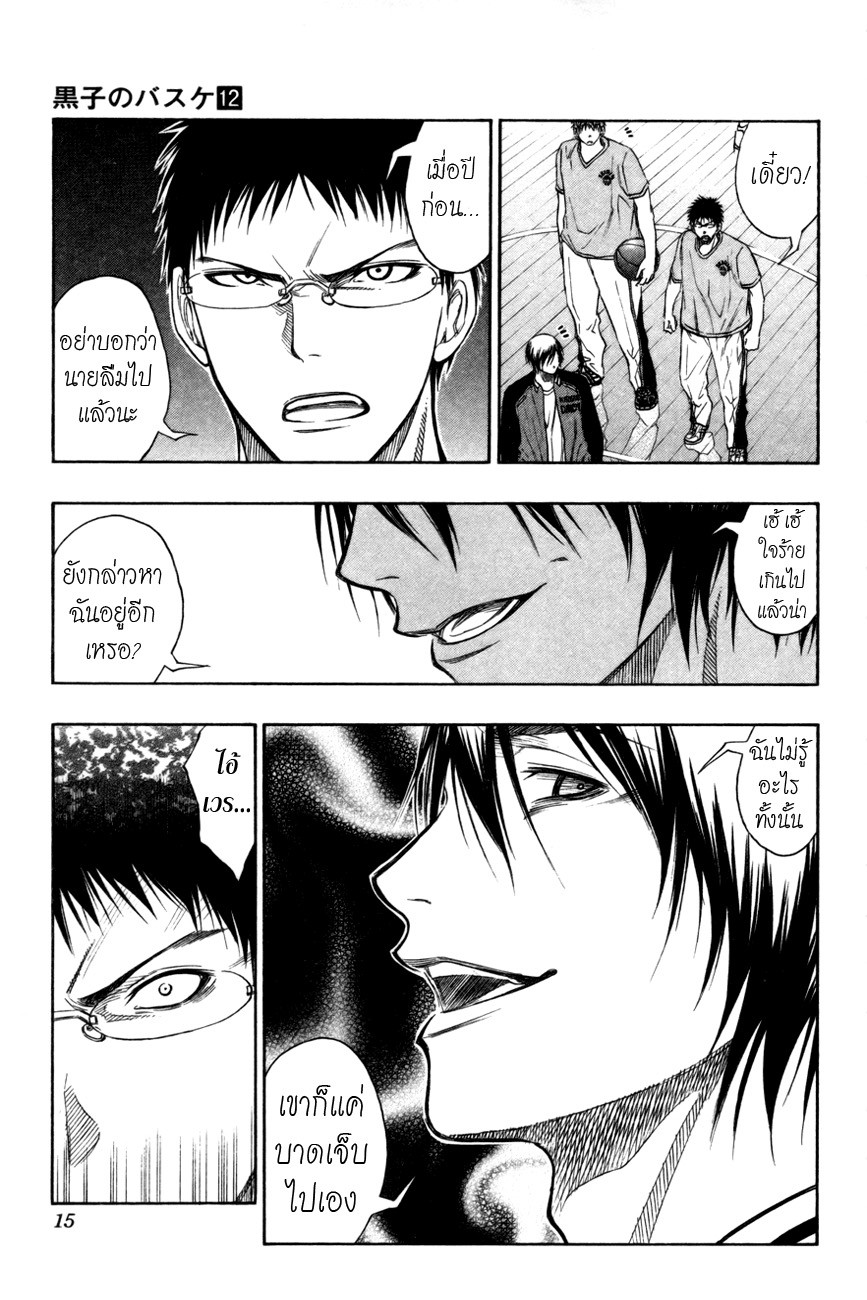 黒子のバスケ12
เดี๋ยว!
เมื่อปี
ก่อน...
อย่าบอกว่า
นายลืมไป
แล้วนะ
เฮ้ เฮ้
ใจร้าย
เกินไป
แล้วน่า
ยังกล่าวหา
ฉันอยู่อีก
เหรอ?
ฉันไม่รู้
อะไร
ทั้งนั้น
เขาก็แค่
บาดเจ็บ
ไปเอง
ไอ้
เวร...
15